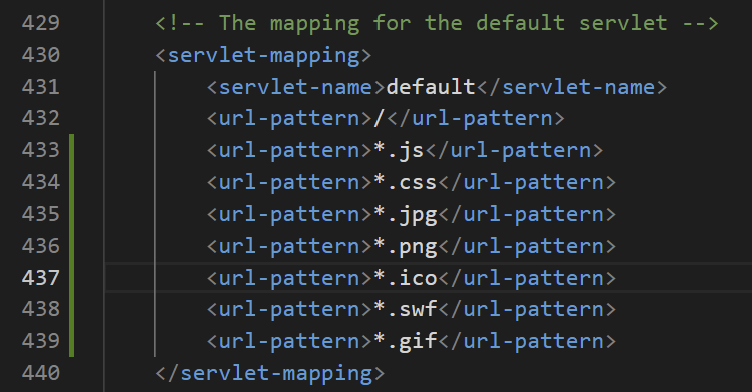 429 <!-- The mapping for the default servlet -->
430 <servlet-mapping>
431 <servlet-name>default</servlet-name>
432 <url-pattern>/</url-pattern>
433 <url-pattern>*.js</url-pattern>
434 <url-pattern>*.css</url-pattern>
435 <url-pattern>*.jpg</url-pattern>
436 <url-pattern>*.png</url-pattern>
437 <url-pattern>*.ico</url-pattern>
438 <url-pattern>*.swf</url-pattern>
439 <url-pattern>*.gif</url-pattern>
440 </servlet-mapping>